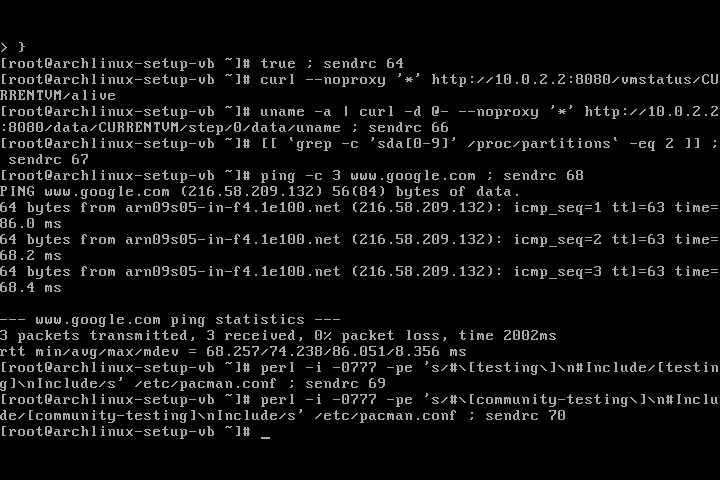 > }
[root@archlinux-setup-vb ~]# true ; sendrc 64
[root@archlinux-setup-vb ~]# curl --noproxy '*' http://10.0.2.2:8080/vmstatus/CU
RRENTVM/alive
[root@archlinux-setup-vb ~]# uname -a | curl -d @- --noproxy '*' http://10.0.2.2
:8080/data/CURRENTVM/step/0/data/uname ; sendrc 66
[root@archlinux-setup-vb ~]# [[ `grep -c 'sda[0-9]' /proc/partitions` -eq 2 ]] ;
 sendrc 67
[root@archlinux-setup-vb ~]# ping -c 3 www.google.com ; sendrc 68
PING www.google.com (216.58.209.132) 56(84) bytes of data.
64 bytes from arn09s05-in-f4.1e100.net (216.58.209.132): icmp_seq=1 ttl=63 time=
86.0 ms
64 bytes from arn09s05-in-f4.1e100.net (216.58.209.132): icmp_seq=2 ttl=63 time=
68.2 ms
64 bytes from arn09s05-in-f4.1e100.net (216.58.209.132): icmp_seq=3 ttl=63 time=
68.4 ms
--- www.google.com ping statistics ---
3 packets transmitted, 3 received, 0% packet loss, time 2002ms
rtt min/avg/max/mdev = 68.257/74.238/86.051/8.356 ms
[root@archlinux-setup-vb ~]# perl -i -0777 -pe 's/#\[testing\]\n#Include/[testin
g]\nInclude/s' /etc/pacman.conf ; sendrc 69
[root@archlinux-setup-vb ~]# perl -i -0777 -pe 's/#\[community-testing\]\n#Inclu
de/[community-testing]\nInclude/s' /etc/pacman.conf ; sendrc 70
[root@archlinux-setup-vb ~]# _